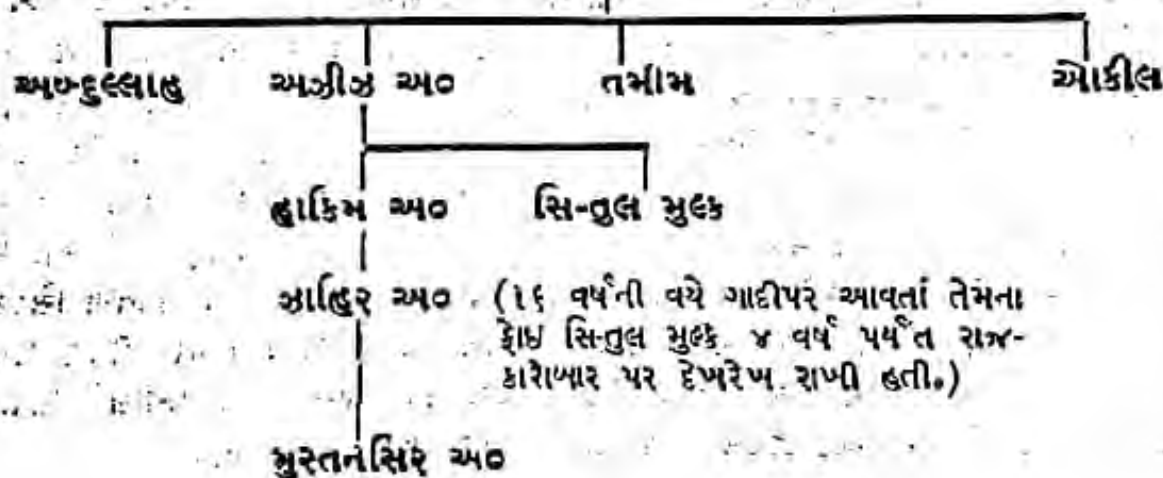 અબ્દુલ્લાહ અઝીઝ અ૦ તમીમ ઓકીલ
હાકિમ અ૦ સિ-તુલ મુલ્ક
ઝાહિર અ૦ (૧૬ વર્ષની વયે ગાદીપર આવતાં તેમના
ફોઇ સિ-તુલ મુલ્ક ૪ વર્ષ પર્યંત રાજ-
કારોબાર પર દેખરેખ રાખી હતી.)
મુસ્તનસિર અ૦